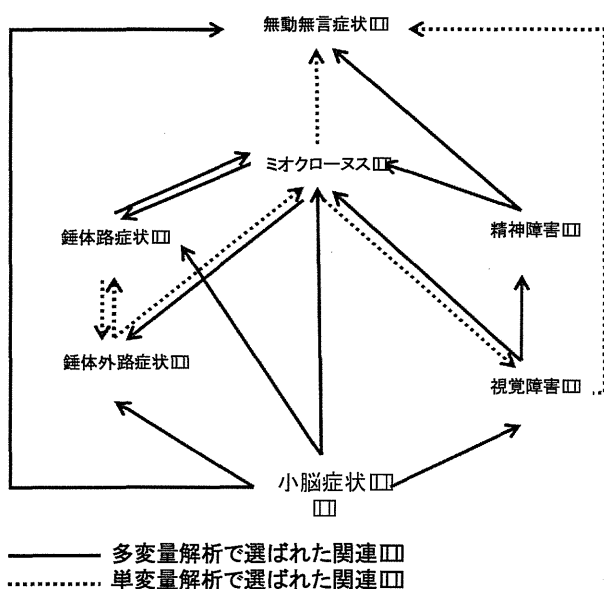 無動無言症状
ミオクローヌス
錘体路症状
精神障害
錘体外路症状
視覚障害
小脳症状
多変量解析で選ばれた関連
単変量解析で選ばれた関連